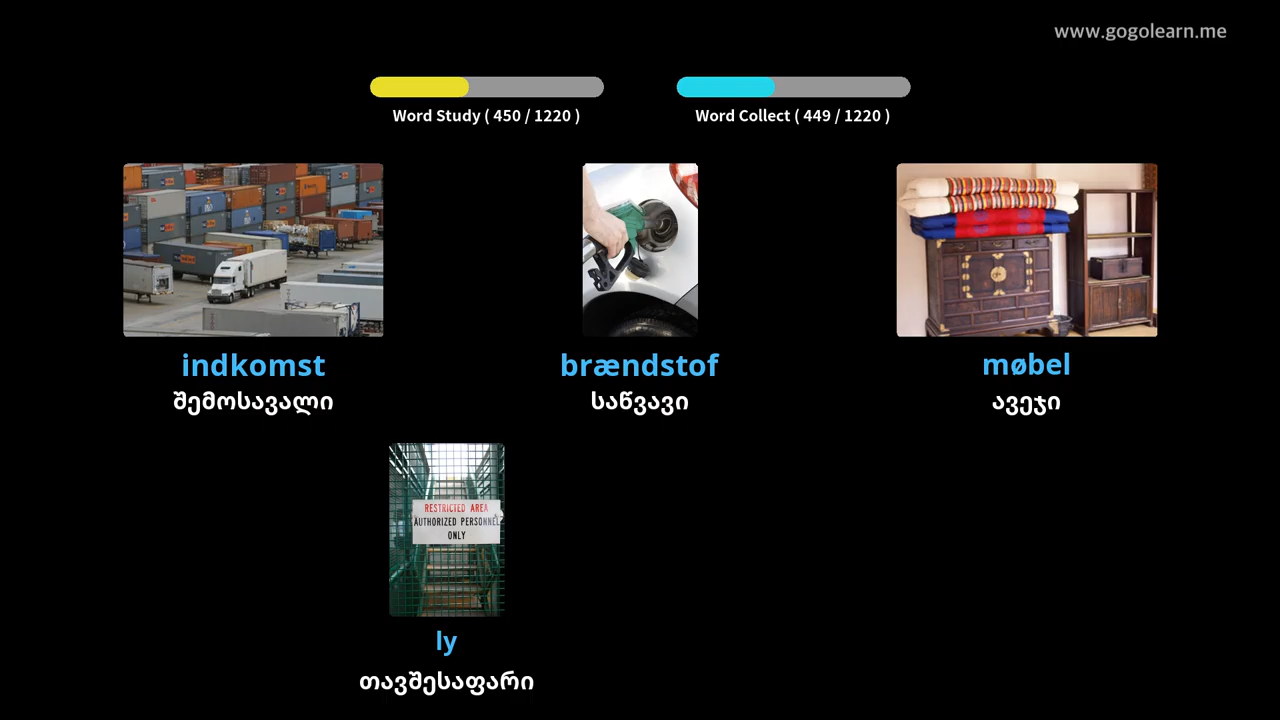 www.gogolearn.me
Word Study ( 450 / 1220 )
Word Collect ( 449 / 1220 )
indkomst
შემოსავალი
brændstof
საწვავი
møbel
ავეჯი
RESTRICTED AREA
AUTHORIZED PERSONNEL
ONLY
ly
თავშესაფარი